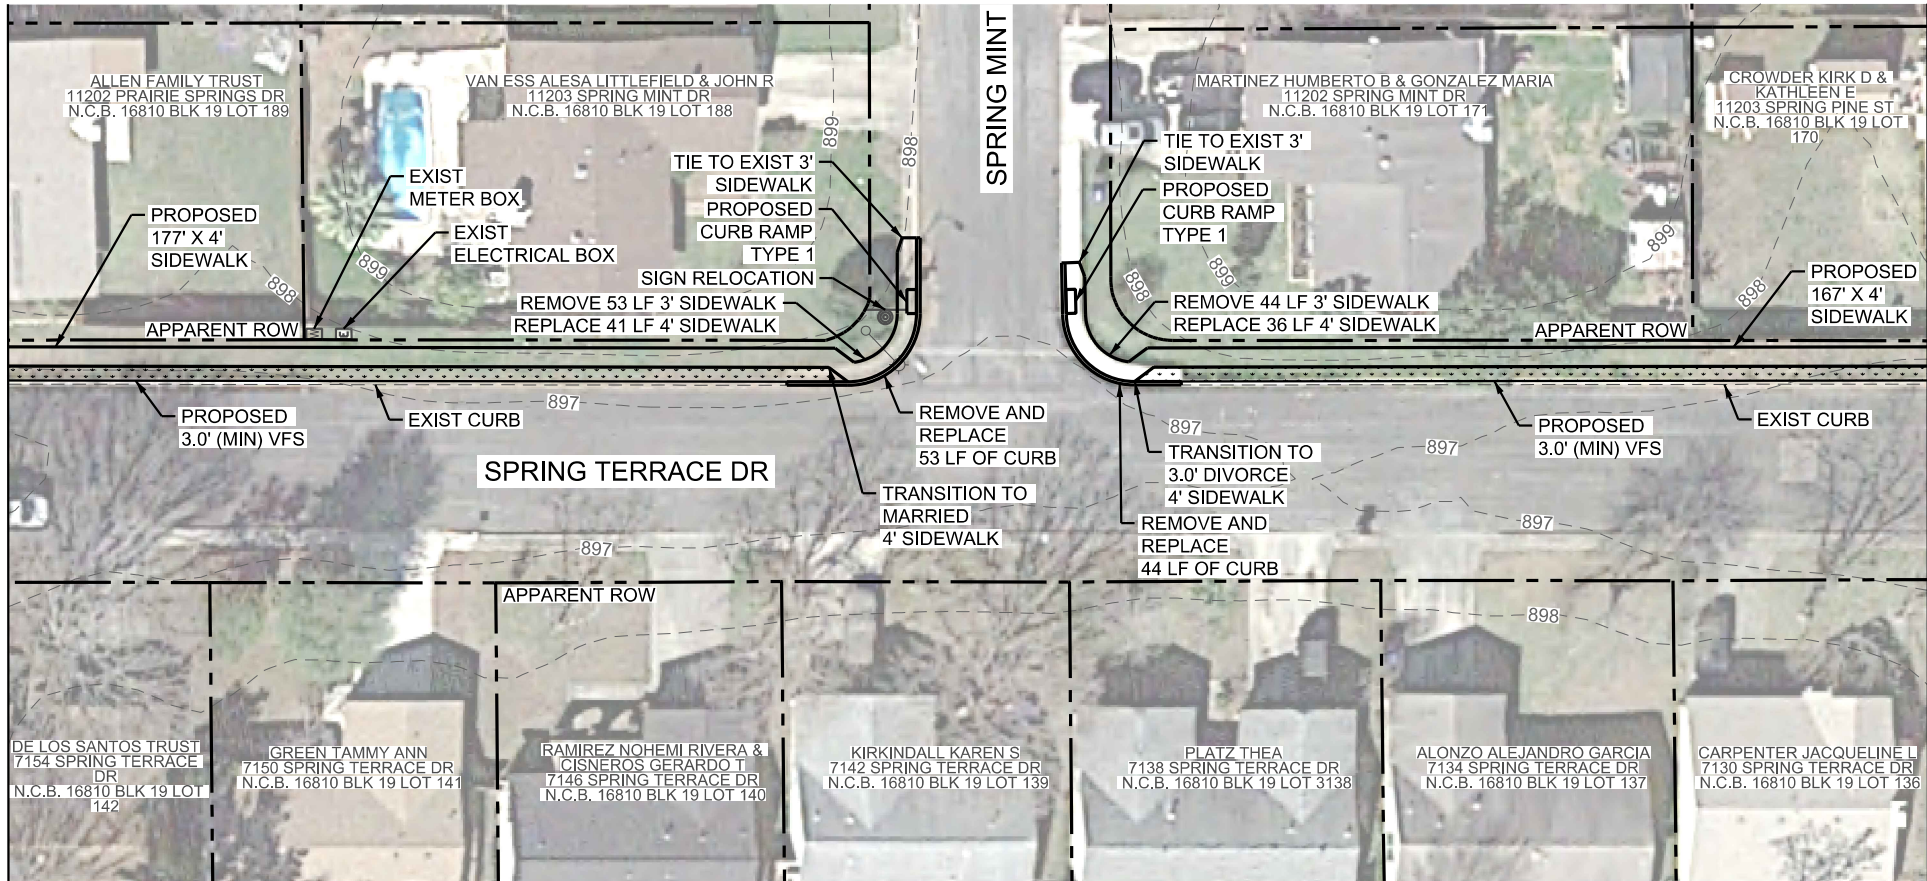 ALLEN FAMILY TRUST
11202 PRAIRIE SPRINGS DR
N.C.B. 16810 BLK 19 LOT 189
VAN ESS ALESA LITTLEFIELD & JOHN R
11203 SPRING MINT DR
N.C.B. 16810 BLK 19 LOT 188
SPRING MINT
MARTINEZ HUMBERTO B & GONZALEZ MARIA
11202 SPRING MINT DR
N.C.B. 16810 BLK 19 LOT 171
CROWDER KIRK D &
KATHLEEN E
11203 SPRING PINE ST
N.C.B. 16810 BLK 19 LOT
170
899
898
EXIST
METER BOX
EXIST
ELECTRICAL BOX
PROPOSED
177' X 4'
SIDEWALK
899
898
TIE TO EXIST 3'
SIDEWALK
PROPOSED
CURB RAMP
TYPE 1
SIGN RELOCATION
REMOVE 53 LF 3' SIDEWALK
REPLACE 41 LF 4' SIDEWALK
APPARENT ROW
M
E
TIE TO EXIST 3'
SIDEWALK
PROPOSED
CURB RAMP
TYPE 1
898
899
REMOVE 44 LF 3' SIDEWALK
REPLACE 36 LF 4' SIDEWALK
899
898
PROPOSED
167' X 4'
SIDEWALK
APPARENT ROW
PROPOSED
3.0' (MIN) VFS
EXIST CURB
897
REMOVE AND
REPLACE
53 LF OF CURB
SPRING TERRACE DR
TRANSITION TO
MARRIED
4' SIDEWALK
897
TRANSITION TO
3.0' DIVORCE
4' SIDEWALK
REMOVE AND
REPLACE
44 LF OF CURB
897
PROPOSED
3.0' (MIN) VFS
EXIST CURB
897
897
APPARENT ROW
898
DE LOS SANTOS TRUST
7154 SPRING TERRACE
DR
N.C.B. 16810 BLK 19 LOT
142
GREEN TAMMY ANN
7150 SPRING TERRACE DR
N.C.B. 16810 BLK 19 LOT 141
RAMIREZ NOHEMI RIVERA &
CISNEROS GERARDO T
7146 SPRING TERRACE DR
N.C.B. 16810 BLK 19 LOT 140
KIRKINDALL KAREN S
7142 SPRING TERRACE DR
N.C.B. 16810 BLK 19 LOT 139
PLATZ THEA
7138 SPRING TERRACE DR
N.C.B. 16810 BLK 19 LOT 3138
ALONZO ALEJANDRO GARCIA
7134 SPRING TERRACE DR
N.C.B. 16810 BLK 19 LOT 137
CARPENTER JACQUELINE L
7130 SPRING TERRACE DR
N.C.B. 16810 BLK 19 LOT 136